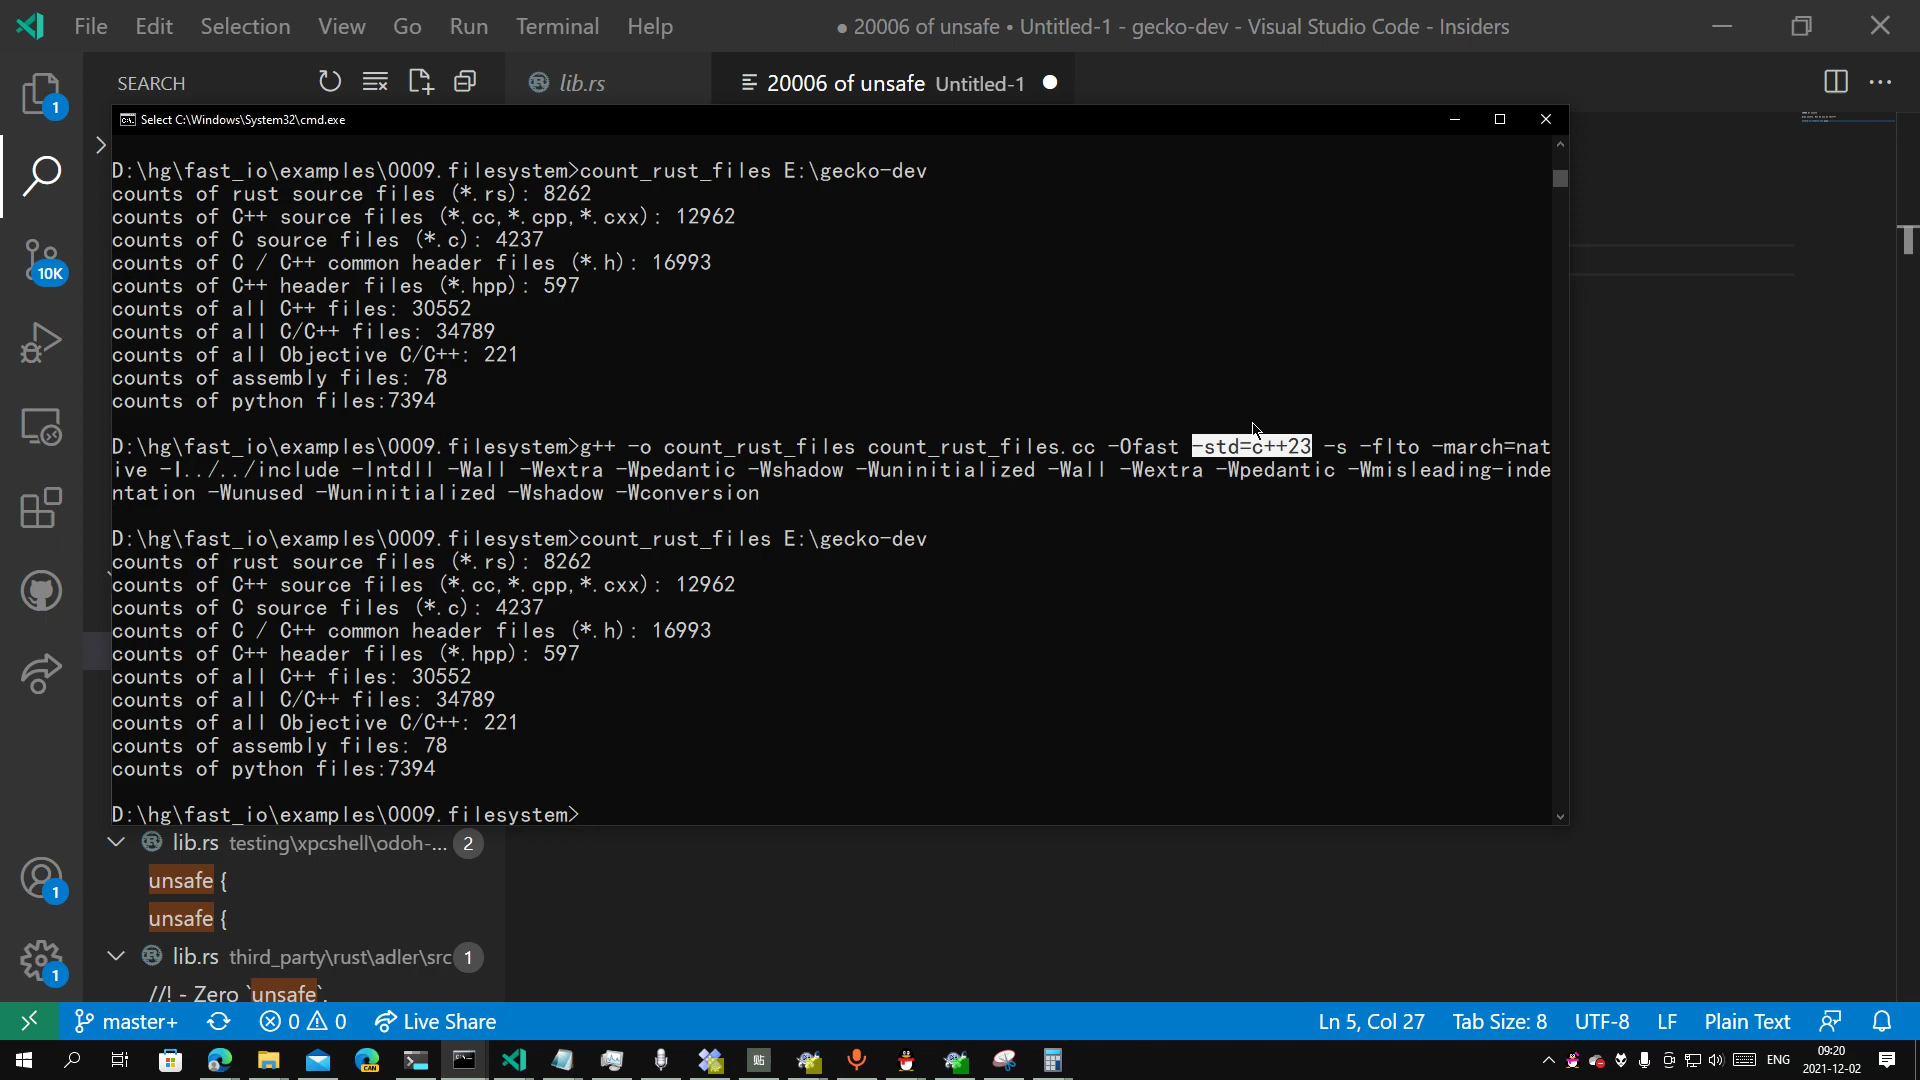 File Edit Selection View Go Run Terminal Help
● 20006 of unsafe • Untitled-1 - gecko-dev - Visual Studio Code - Insiders
SEARCH
lib.rs
20006 of unsafe Untitled-1
1
10K
Select C:\Windows\System32\cmd.exe
D:\hg\fast_io\examples\0009.filesystem>count_rust_files E:\gecko-dev
counts of rust source files (*.rs): 8262
counts of C++ source files (*.cc,*.cpp,*.cxx): 12962
counts of C source files (*.c): 4237
counts of C / C++ common header files (*.h): 16993
counts of C++ header files (*.hpp): 597
counts of all C++ files: 30552
counts of all C/C++ files: 34789
counts of all Objective C/C++: 221
counts of assembly files: 78
counts of python files:7394
D:\hg\fast_io\examples\0009.filesystem>g++ -o count_rust_files count_rust_files.cc -Ofast -std=c++23 -s -flto -march=nat
ive -I../../include -lntdll -Wall -Wextra -Wpedantic -Wshadow -Wuninitialized -Wall -Wextra -Wpedantic -Wmisleading-inde
ntation -Wunused -Wuninitialized -Wshadow -Wconversion
D:\hg\fast_io\examples\0009.filesystem>count_rust_files E:\gecko-dev
counts of rust source files (*.rs): 8262
counts of C++ source files (*.cc,*.cpp,*.cxx): 12962
counts of C source files (*.c): 4237
counts of C / C++ common header files (*.h): 16993
counts of C++ header files (*.hpp): 597
counts of all C++ files: 30552
counts of all C/C++ files: 34789
counts of all Objective C/C++: 221
counts of assembly files: 78
counts of python files:7394
D:\hg\fast_io\examples\0009.filesystem>
lib.rs testing\xpcshell\odoh-... 2
unsafe {
unsafe {
lib.rs third_party\rust\adler\src 1
//! - Zero `unsafe`.
1
1
master+ 0 0 Live Share
Ln 5, Col 27 Tab Size: 8 UTF-8 LF Plain Text
CAN
贴
ENG
09:20
2021-12-02